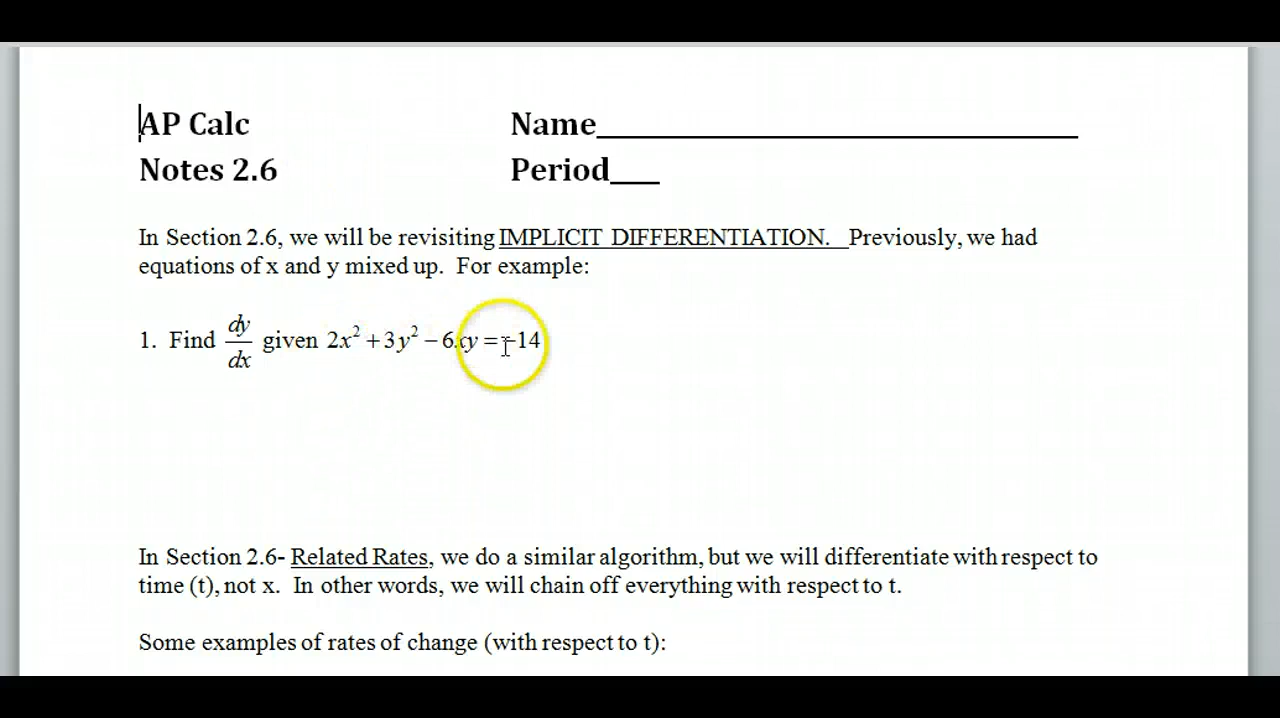 AP Calc Name________________________________
Notes 2.6 Period___
In Section 2.6, we will be revisiting IMPLICIT DIFFERENTIATION. Previously, we had
equations of x and y mixed up. For example:
1. Find dy/dx given 2x² + 3y² − 6xy = −14
In Section 2.6- Related Rates, we do a similar algorithm, but we will differentiate with respect to
time (t), not x. In other words, we will chain off everything with respect to t.
Some examples of rates of change (with respect to t):